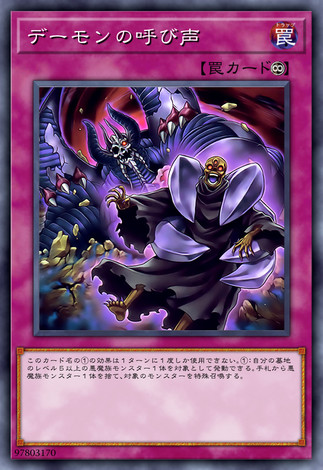 デーモンの呼び声
トラップ
罠
【罠カード】
このカード名の①の効果は1ターンに1度しか使用できない。①:自分の墓地
のレベル5以上の悪魔族モンスター1体を対象として発動できる。手札から悪
魔族モンスター1体を捨て、対象のモンスターを特殊召喚する。
97803170